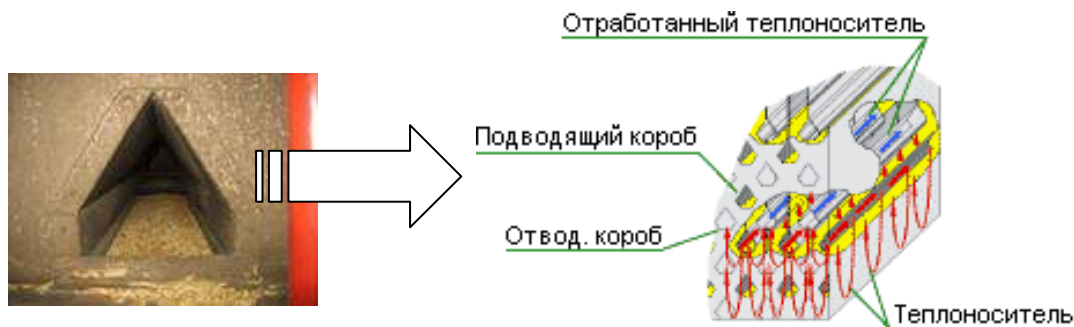 Отработанный теплоноситель
Подводящий короб
Отвод. короб
Теплоноситель